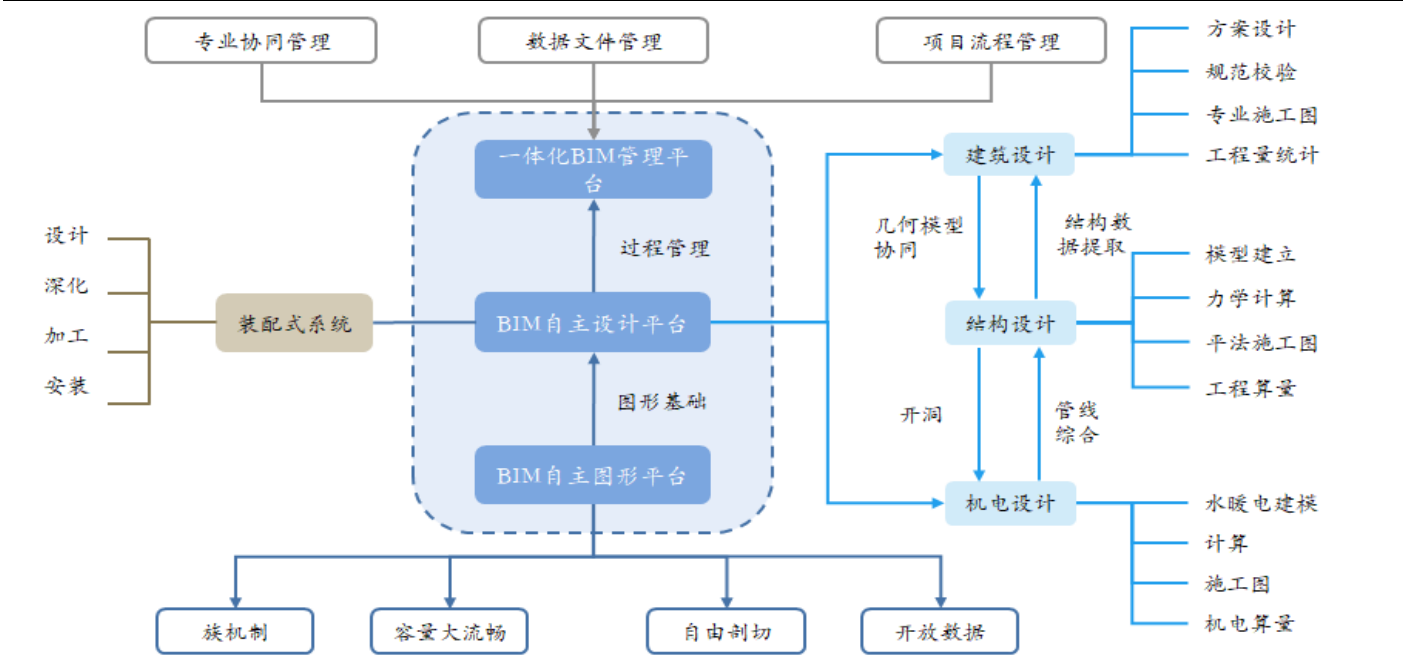 专业协同管理
数据文件管理
项目流程管理
一体化BIM管理平
台
过程管理
BIM自主设计平台
图形基础
BIM自主图形平台
设计
深化
加工
安装
装配式系统
族机制
容量大流畅
自由剖切
开放数据
建筑设计
几何模型
协同
结构数
据提取
结构设计
开洞
管线
综合
机电设计
方案设计
规范校验
专业施工图
工程量统计
模型建立
力学计算
平法施工图
工程算量
水暖电建模
计算
施工图
机电算量